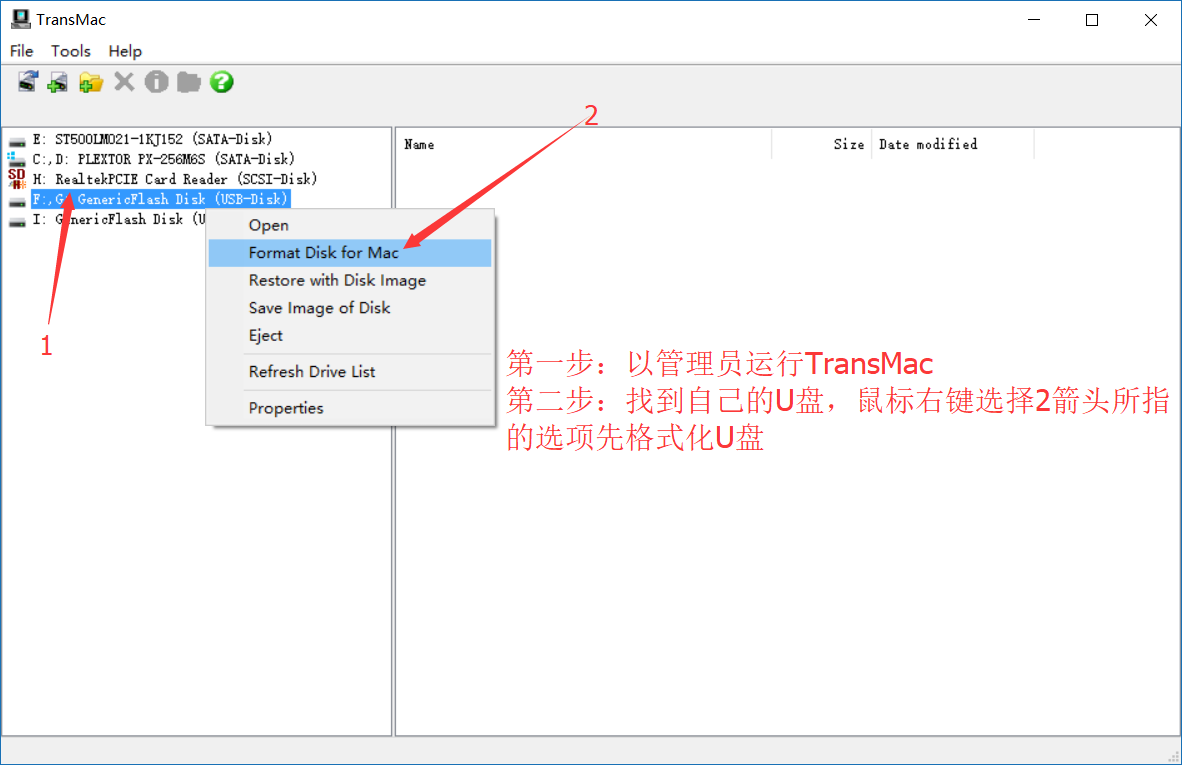 TransMac
File Tools Help
E: ST500LM021-1KJ152 (SATA-Disk)
C:,D: PLEXTOR PX-256M6S (SATA-Disk)
SD
H: RealtekPCIE Card Reader (SCSI-Disk)
F:,G: GenericFlash Disk (USB-Disk)
I: GenericFlash Disk (U
Name Size Date modified
Open
Format Disk for Mac
Restore with Disk Image
Save Image of Disk
Eject
Refresh Drive List
Properties
1
2
第一步：以管理员运行TransMac
第二步：找到自己的U盘，鼠标右键选择2箭头所指
的选项先格式化U盘